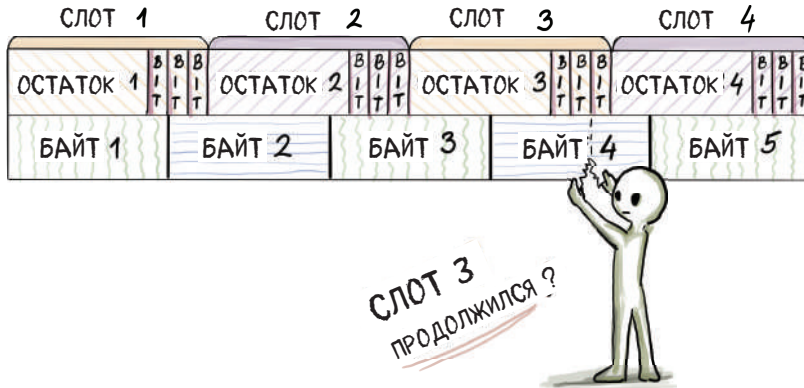 СЛОТ 1 СЛОТ 2 СЛОТ 3 СЛОТ 4
ОСТАТОК 1 BIT BIT BIT ОСТАТОК 2 BIT BIT BIT ОСТАТОК 3 BIT BIT BIT ОСТАТОК 4 BIT BIT BIT
БАЙТ 1 БАЙТ 2 БАЙТ 3 БАЙТ 4 БАЙТ 5
СЛОТ 3
ПРОДОЛЖИЛСЯ?